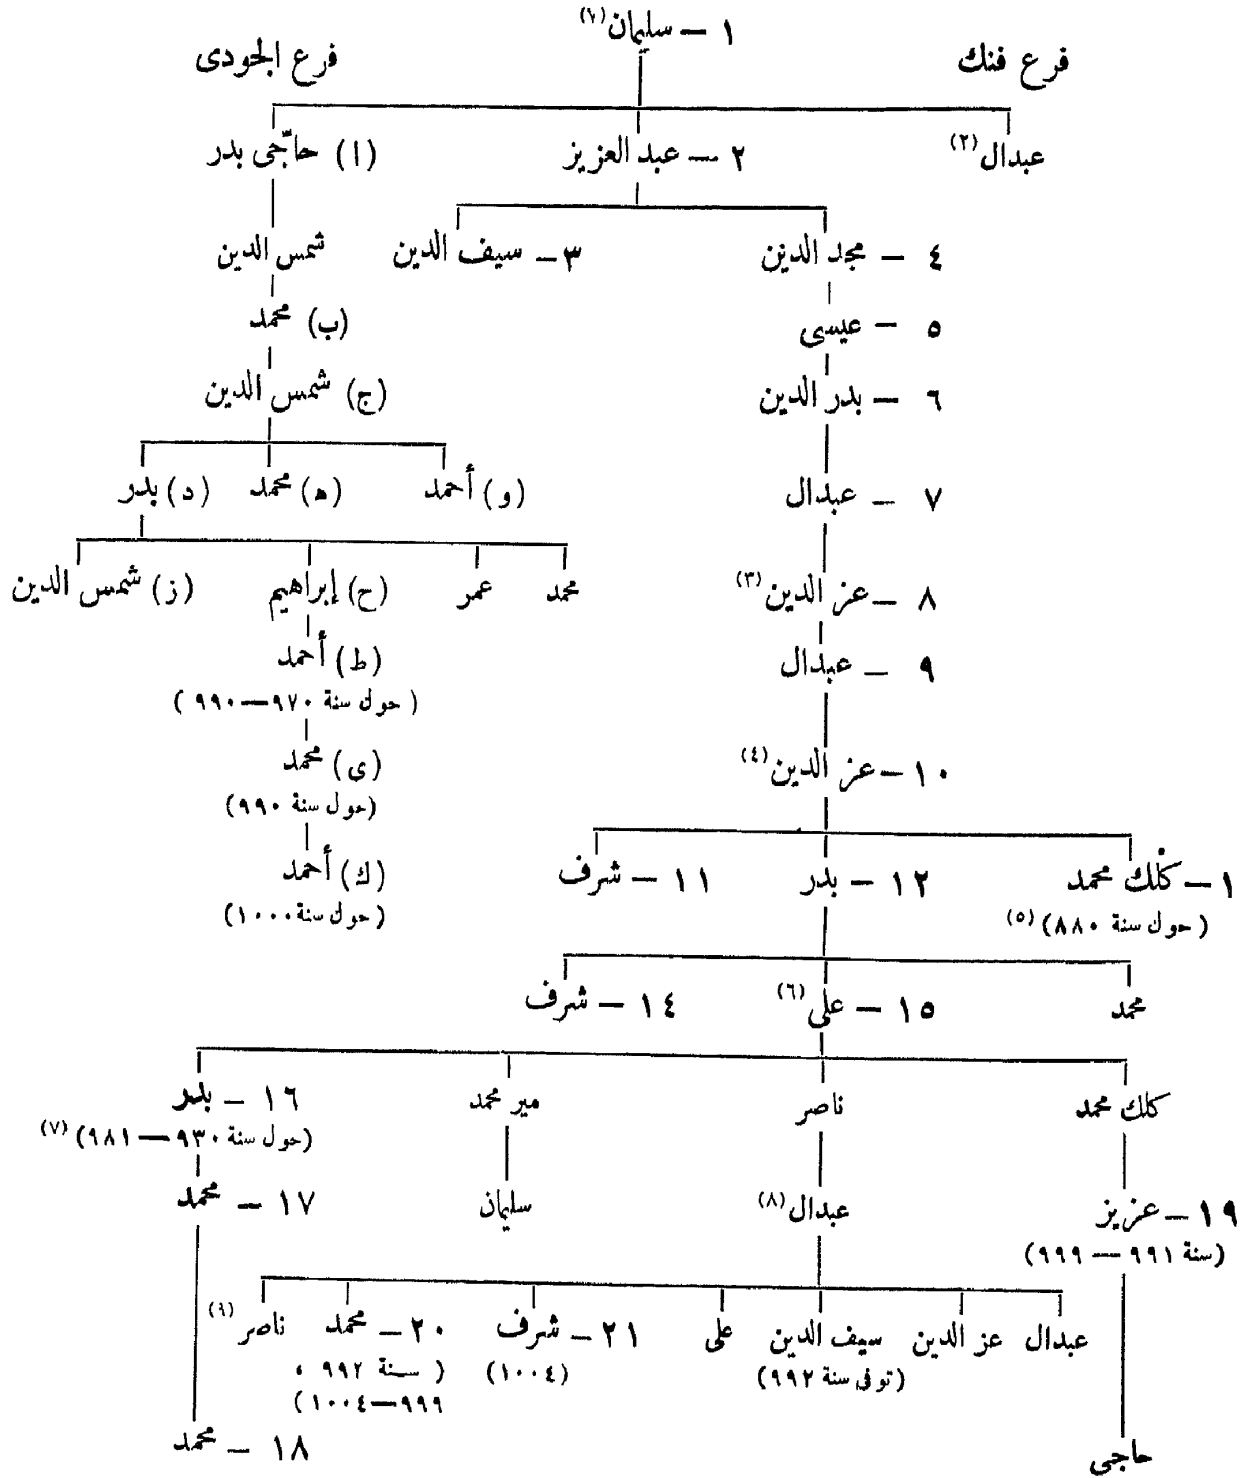 ١ – سليمان (١)
فرع فنك
فرع الجودى
عبدال (٢)
٢ – عبد العزيز
(ا) حاجّى بدر
٤ – مجد الدين
٣ – سيف الدين
شمس الدين
٥ – عيسى
(ب) محمد
٦ – بدر الدين
(ج) شمس الدين
٧ – عبدال
(و) أحمد
(ه) محمد
(د) بدر
٨ – عز الدين (٣)
محمد
عمر
(ح) إبراهيم
(ز) شمس الدين
٩ – عبدال
(ط) أحمد
(حول سنة ٩٧٠–٩٩٠)
١٠ – عز الدين (٤)
(ى) محمد
(حول سنة ٩٩٠)
١ – كلك محمد
(حول سنة ٨٨٠) (٥)
١٢ – بدر
١١ – شرف
(ك) أحمد
(حول سنة ١٠٠٠)
محمد
١٥ – على (٦)
١٤ – شرف
كلك محمد
ناصر
مير محمد
١٦ – بدر
(حول سنة ٩٣٠ – ٩٨١) (٧)
١٩ – عزيز
(سنة ٩٩١ – ٩٩٩)
عبدال (٨)
سليمان
١٧ – محمد
عبدال
عز الدين
سيف الدين
(توفى سنة ٩٩٢)
على
٢١ – شرف
(١٠٠٤)
٢٠ – محمد
(سنة ٩٩٢ ،
٩٩٩–١٠٠٤)
ناصر (٩)
حاجى
١٨ – محمد